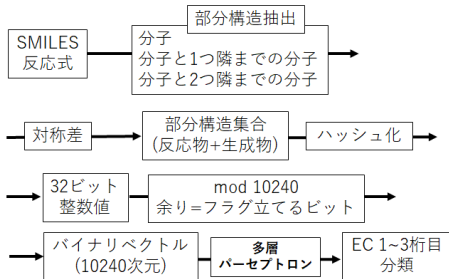 部分構造抽出
SMILES
反応式
分子
分子と1つ隣までの分子
分子と2つ隣までの分子
対称差
部分構造集合
(反応物+生成物)
ハッシュ化
32ビット
整数値
mod 10240
余り=フラグ立てるビット
バイナリベクトル
(10240次元)
多層
パーセプトロン
EC 1~3桁目
分類